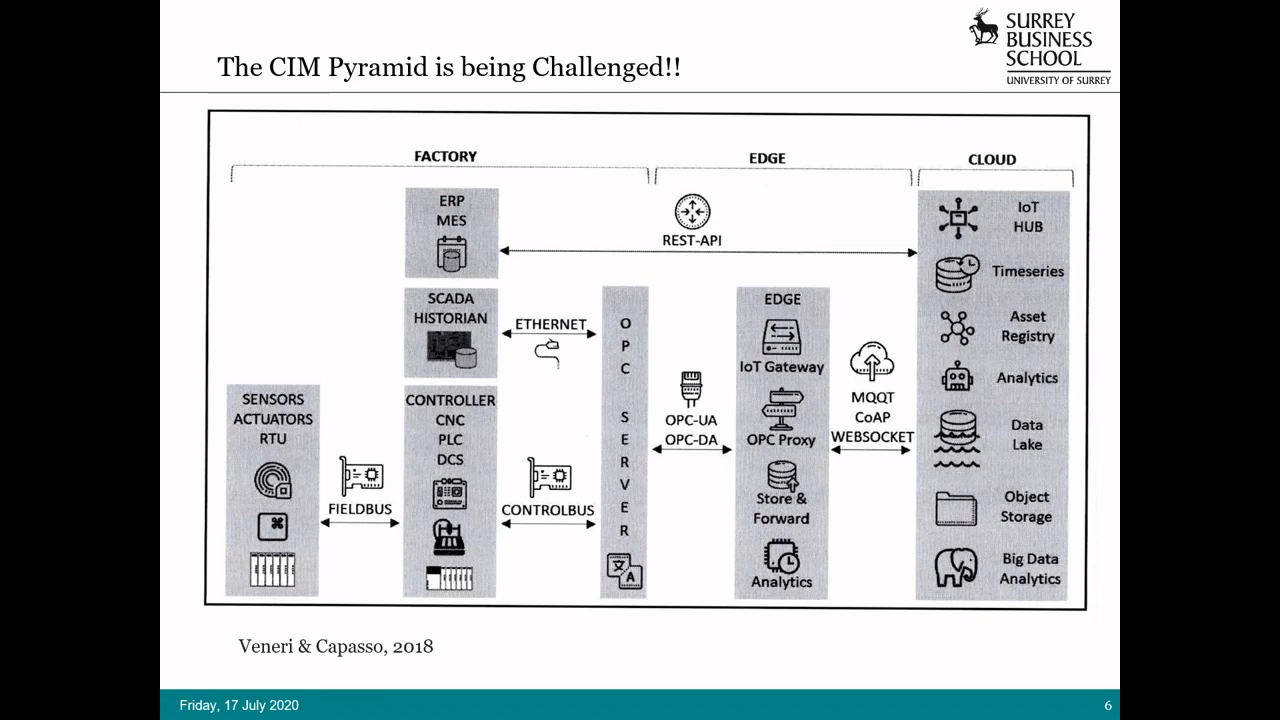 SURREY
BUSINESS
SCHOOL
UNIVERSITY OF SURREY
The CIM Pyramid is being Challenged!!
FACTORY
EDGE
CLOUD
ERP
MES
REST-API
SCADA
HISTORIAN
ETHERNET
SENSORS
ACTUATORS
RTU
FIELDBUS
CONTROLLER
CNC
PLC
DCS
CONTROLBUS
OPC SERVER
OPC-UA
OPC-DA
EDGE
IoT Gateway
OPC Proxy
Store &
Forward
Analytics
MQQT
CoAP
WEBSOCKET
IoT
HUB
Timeseries
Asset
Registry
Analytics
Data
Lake
Object
Storage
Big Data
Analytics
Veneri & Capasso, 2018
Friday, 17 July 2020
6